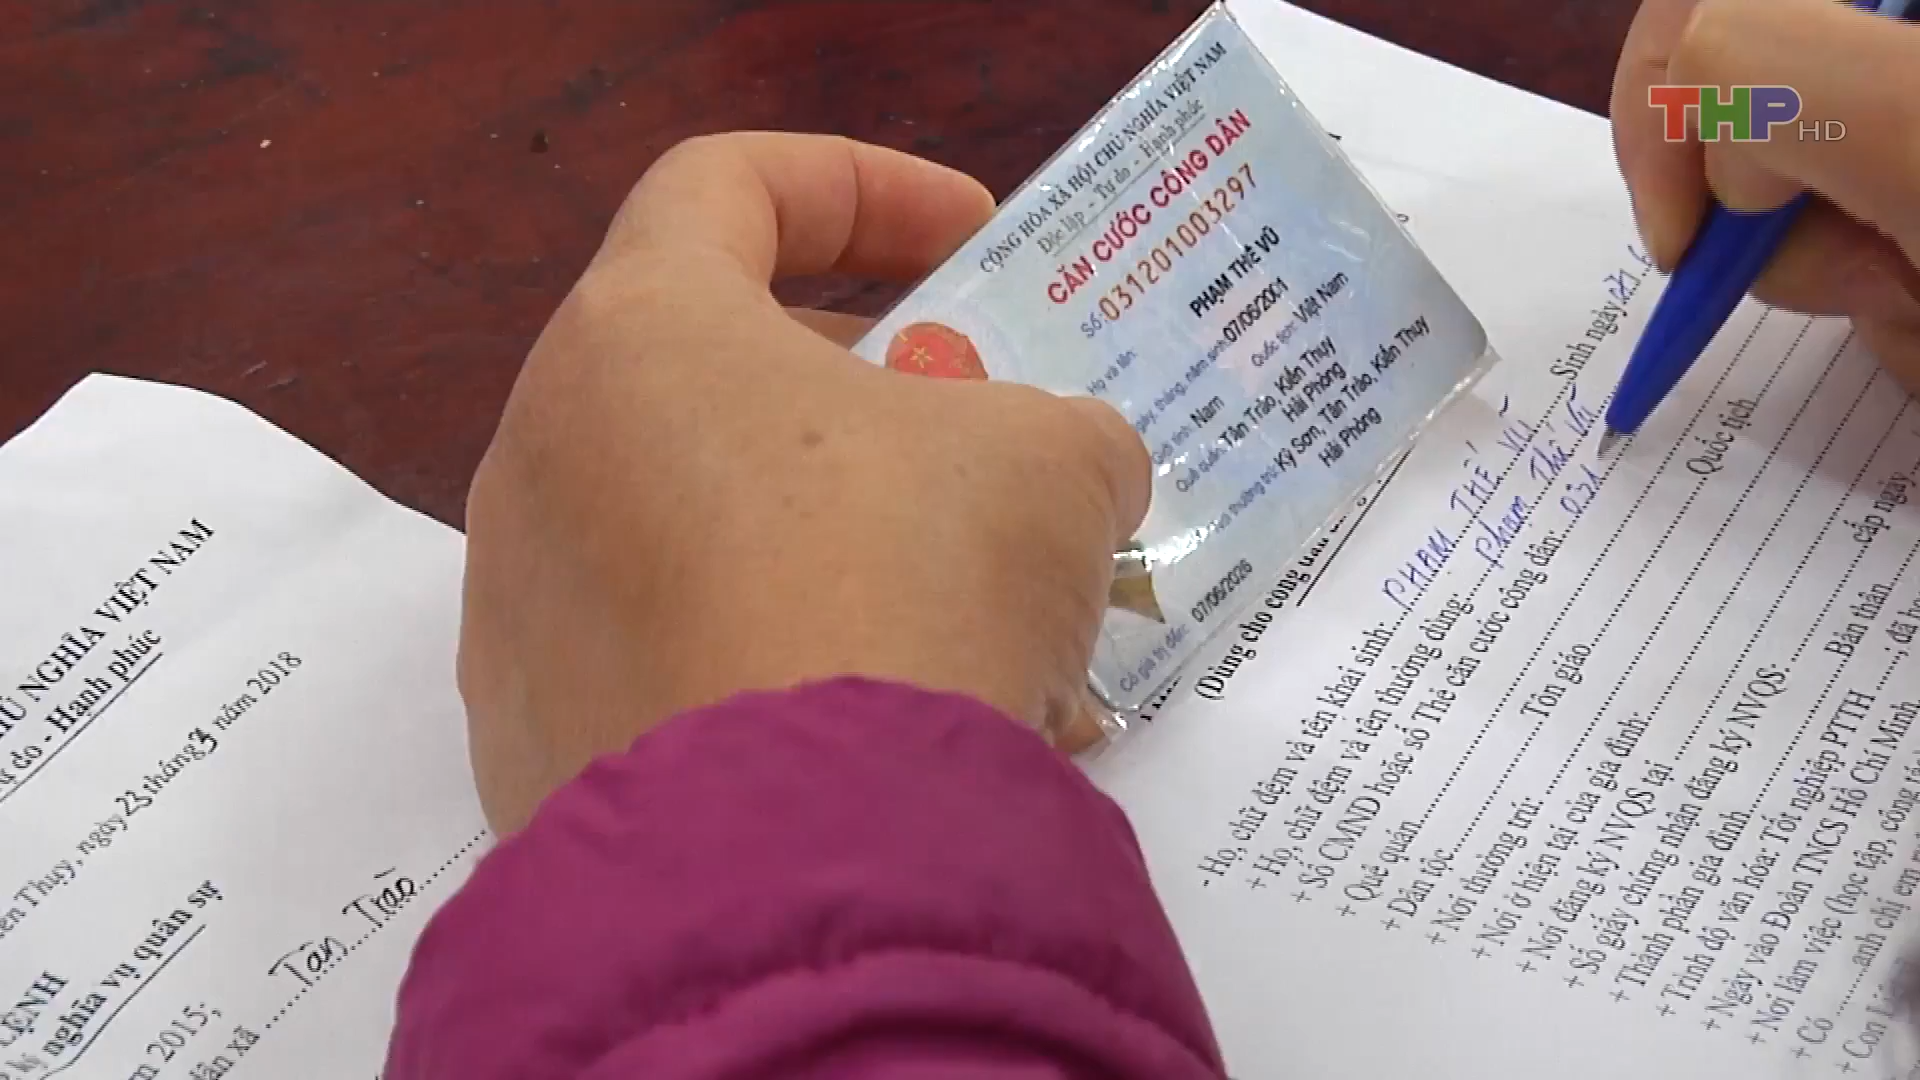 THP HD
CỘNG HÒA XÃ HỘI CHỦ NGHĨA VIỆT NAM
Độc lập - Tự do - Hạnh phúc
CĂN CƯỚC CÔNG DÂN
Số: 031201003297
Họ và tên: PHẠM THẾ VŨ
năm sinh: 07/06/2001
Giới tính: Nam Quốc tịch: Việt Nam
Quê quán: Tân Trào, Kiến Thụy
Hải Phòng
thường trú: Kỳ Sơn, Tân Trào, Kiến Thụy
Hải Phòng
Có giá trị đến: 07/06/2026
NGHĨA VIỆT NAM
do - Hạnh phúc
Thụy, ngày 23 tháng 3 năm 2018
nghĩa vụ quân sự
2015;
xã Tân Trào
(Dùng cho công
- Họ, chữ đệm và tên khai sinh: PHẠM THẾ VŨ Sinh ngày
+ Họ, chữ đệm và tên thường dùng: Phạm Thế Vũ
+ Số CMND hoặc số Thẻ căn cước công dân: 031
+ Quê quán Quốc tịch
+ Dân tộc Tôn giáo
+ Nơi thường trú:
+ Nơi ở hiện tại của gia đình:
+ Nơi đăng ký NVQS tại
+ Số giấy chứng nhận đăng ký NVQS: cấp ngày
+ Thành phần gia đình Bản thân
+ Trình độ văn hóa: Tốt nghiệp PTTH
+ Ngày vào Đoàn TNCS Hồ Chí Minh
+ Nơi làm việc (học tập, công tác
+ Có anh chị em
+ Con